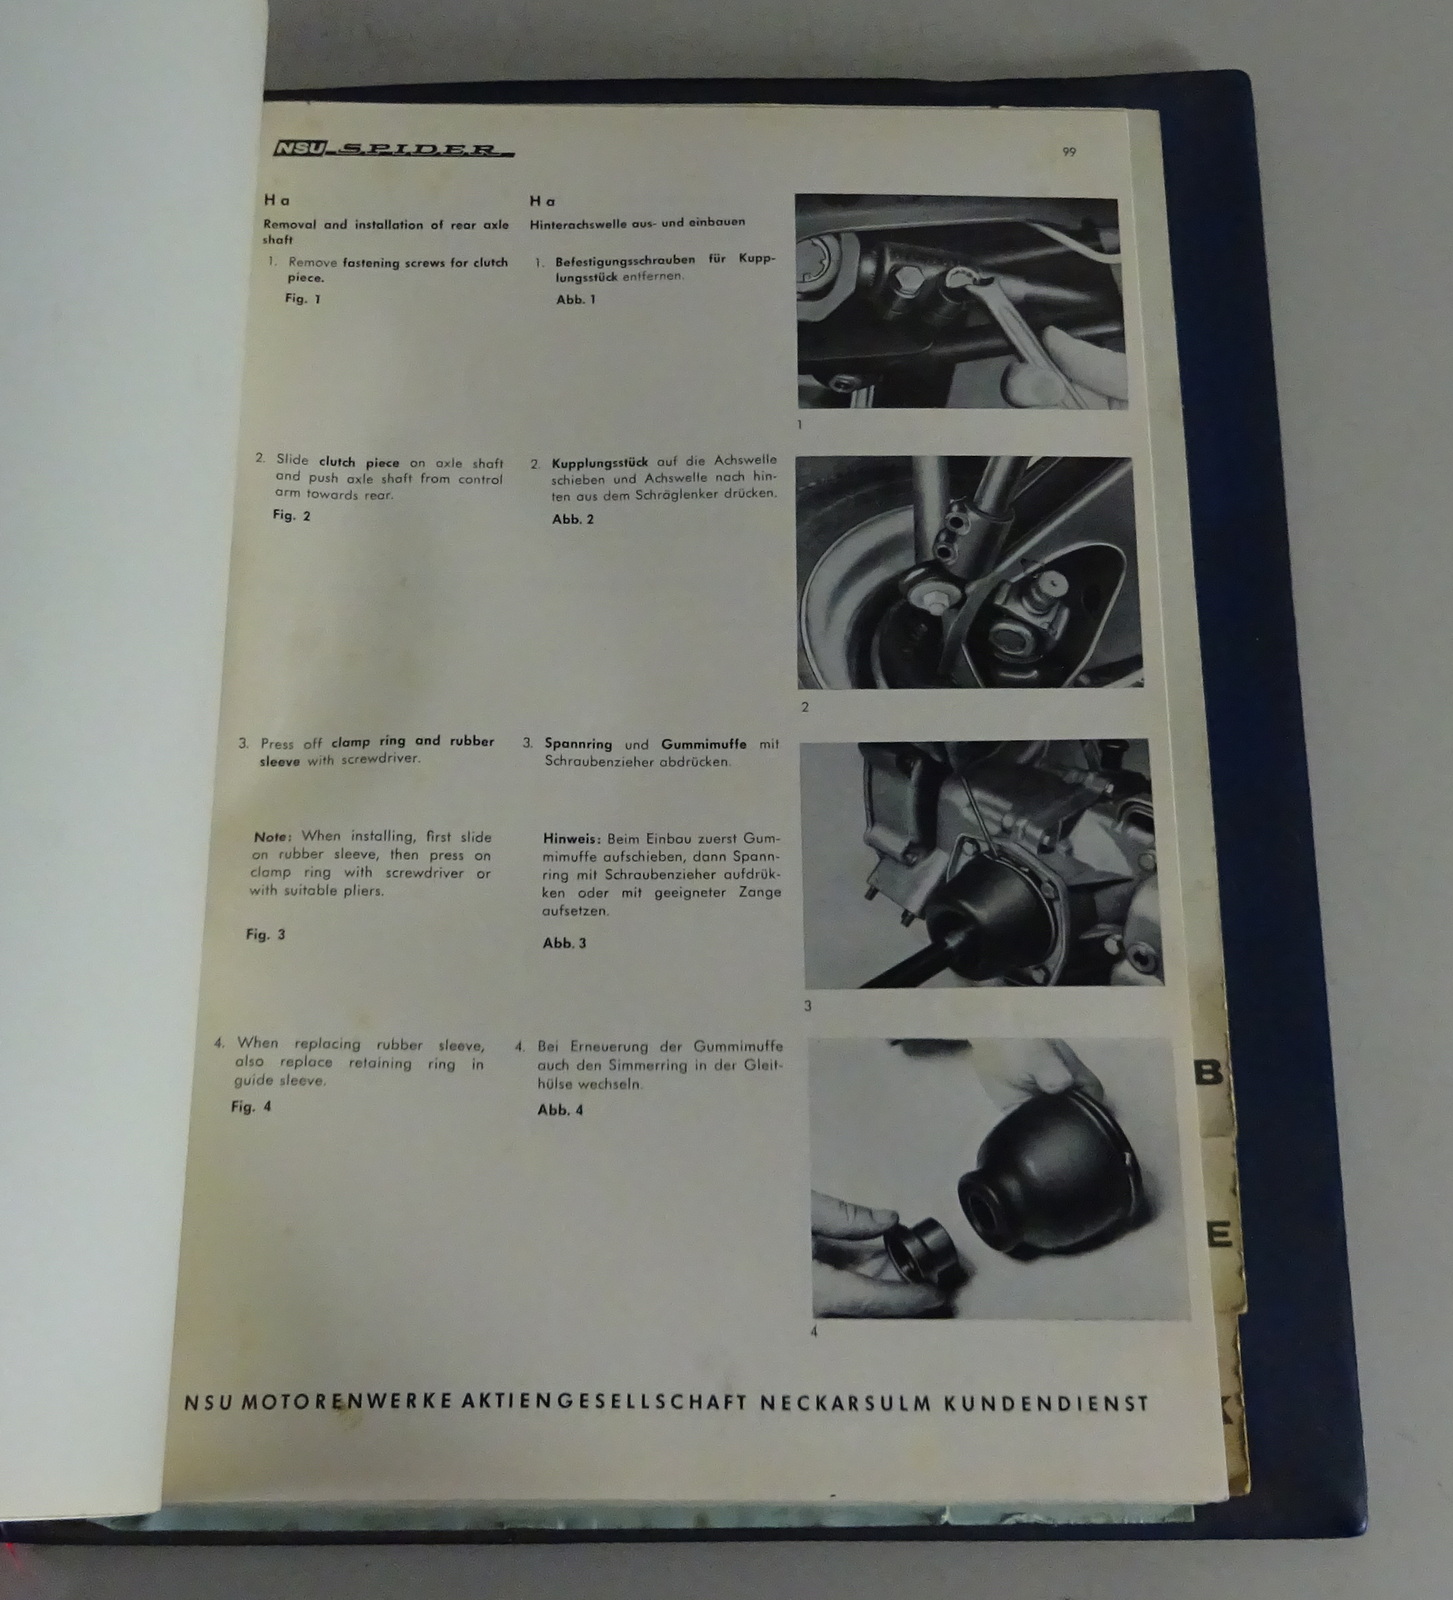 NSU SPIDER
99
H a
Removal and installation of rear axle
shaft
1. Remove fastening screws for clutch
piece.
Fig. 1
H a
Hinterachswelle aus- und einbauen
1. Befestigungsschrauben für Kupp-
lungsstück entfernen.
Abb. 1
1
2. Slide clutch piece on axle shaft
and push axle shaft from control
arm towards rear.
Fig. 2
2. Kupplungsstück auf die Achswelle
schieben und Achswelle nach hin-
ten aus dem Schräglenker drücken.
Abb. 2
2
3. Press off clamp ring and rubber
sleeve with screwdriver.
Note: When installing, first slide
on rubber sleeve, then press on
clamp ring with screwdriver or
with suitable pliers.
Fig. 3
3. Spannring und Gummimuffe mit
Schraubenzieher abdrücken.
Hinweis: Beim Einbau zuerst Gum-
mimuffe aufschieben, dann Spann-
ring mit Schraubenzieher aufdrük-
ken oder mit geeigneter Zange
aufsetzen.
Abb. 3
3
4. When replacing rubber sleeve,
also replace retaining ring in
guide sleeve.
Fig. 4
4. Bei Erneuerung der Gummimuffe
auch den Simmerring in der Gleit-
hülse wechseln.
Abb. 4
4
NSU MOTORENWERKE AKTIENGESELLSCHAFT NECKARSULM KUNDENDIENST
B
E
K